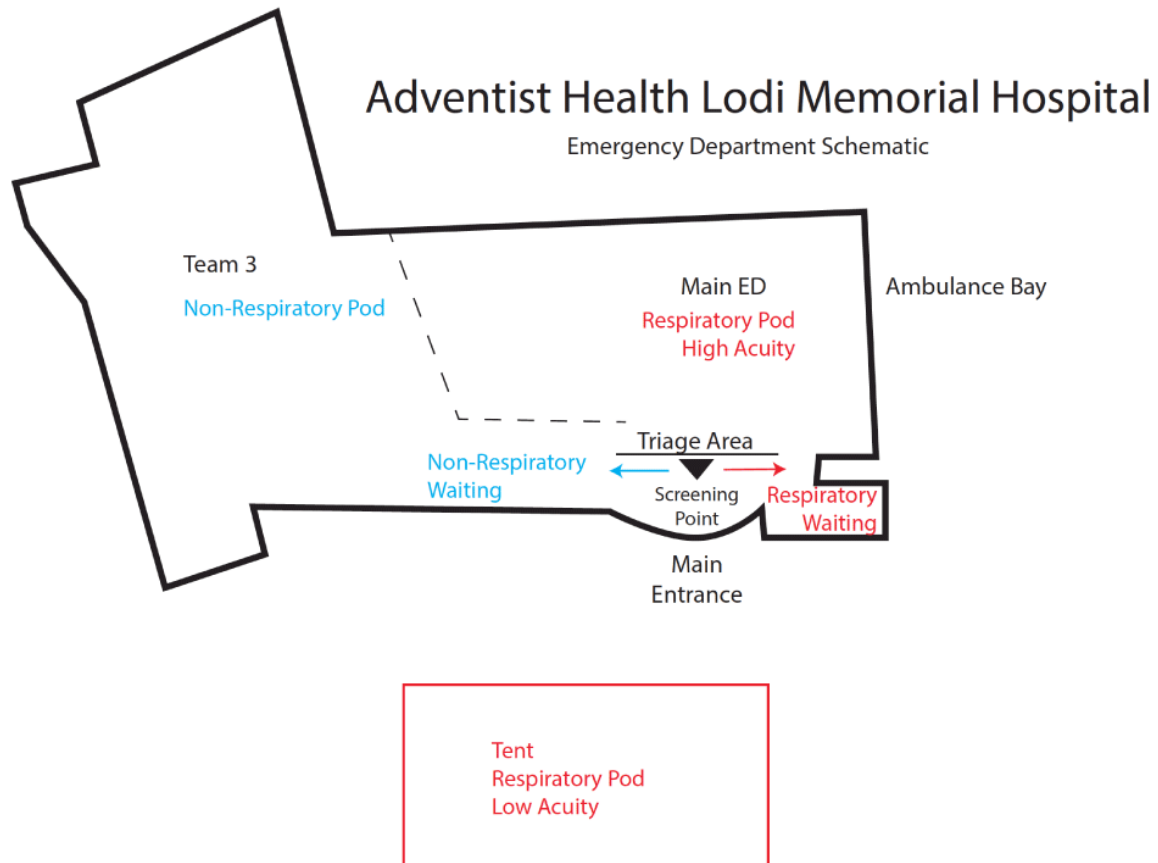 Adventist Health Lodi Memorial Hospital
Emergency Department Schematic
Team 3
Non-Respiratory Pod
Main ED
Respiratory Pod
High Acuity
Ambulance Bay
Triage Area
Non-Respiratory
Waiting
Screening
Point
Respiratory
Waiting
Main
Entrance
Tent
Respiratory Pod
Low Acuity